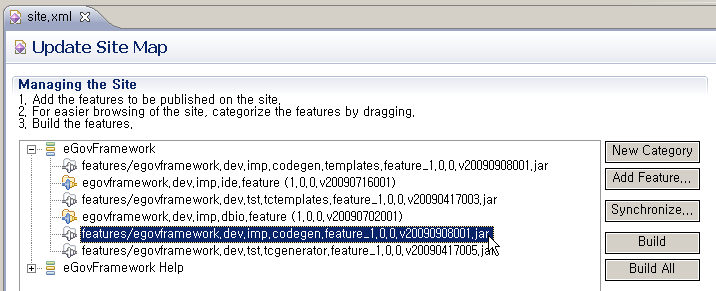 site.xml
Update Site Map
Managing the Site
1. Add the features to be published on the site.
2. For easier browsing of the site, categorize the features by dragging.
3. Build the features.
eGovFramework
features/egovframework.dev.imp.codegen.templates.feature_1.0.0.v20090908001.jar
egovframework.dev.imp.ide.feature (1.0.0.v20090716001)
features/egovframework.dev.tst.tctemplates.feature_1.0.0.v20090417003.jar
egovframework.dev.imp.dbio.feature (1.0.0.v20090702001)
features/egovframework.dev.imp.codegen.feature_1.0.0.v20090908001.jar
features/egovframework.dev.tst.tcgenerator.feature_1.0.0.v20090417005.jar
eGovFramework Help
New Category
Add Feature...
Synchronize...
Build
Build All